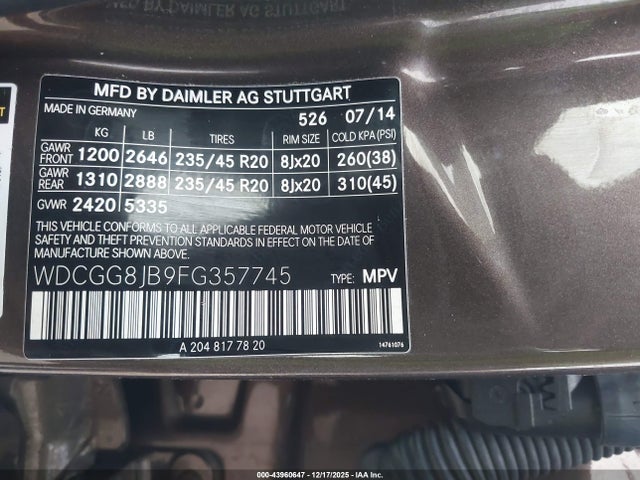 MFD BY DAIMLER AG STUTTGART
MADE IN GERMANY 526 07/14
KG LB TIRES RIM SIZE COLD KPA (PSI)
GAWR FRONT 1200 2646 235/45 R20 8Jx20 260(38)
GAWR REAR 1310 2888 235/45 R20 8Jx20 310(45)
GVWR 2420 5335
THIS VEHICLE CONFORMS TO ALL APPLICABLE FEDERAL MOTOR VEHICLE
SAFETY AND THEFT PREVENTION STANDARDS IN EFFECT ON THE DATE
OF MANUFACTURE SHOWN ABOVE.
WDCGG8JB9FG357745 TYPE: MPV
A 204 817 78 20
14761076
000-43960647 - 12/17/2025 - IAA Inc.